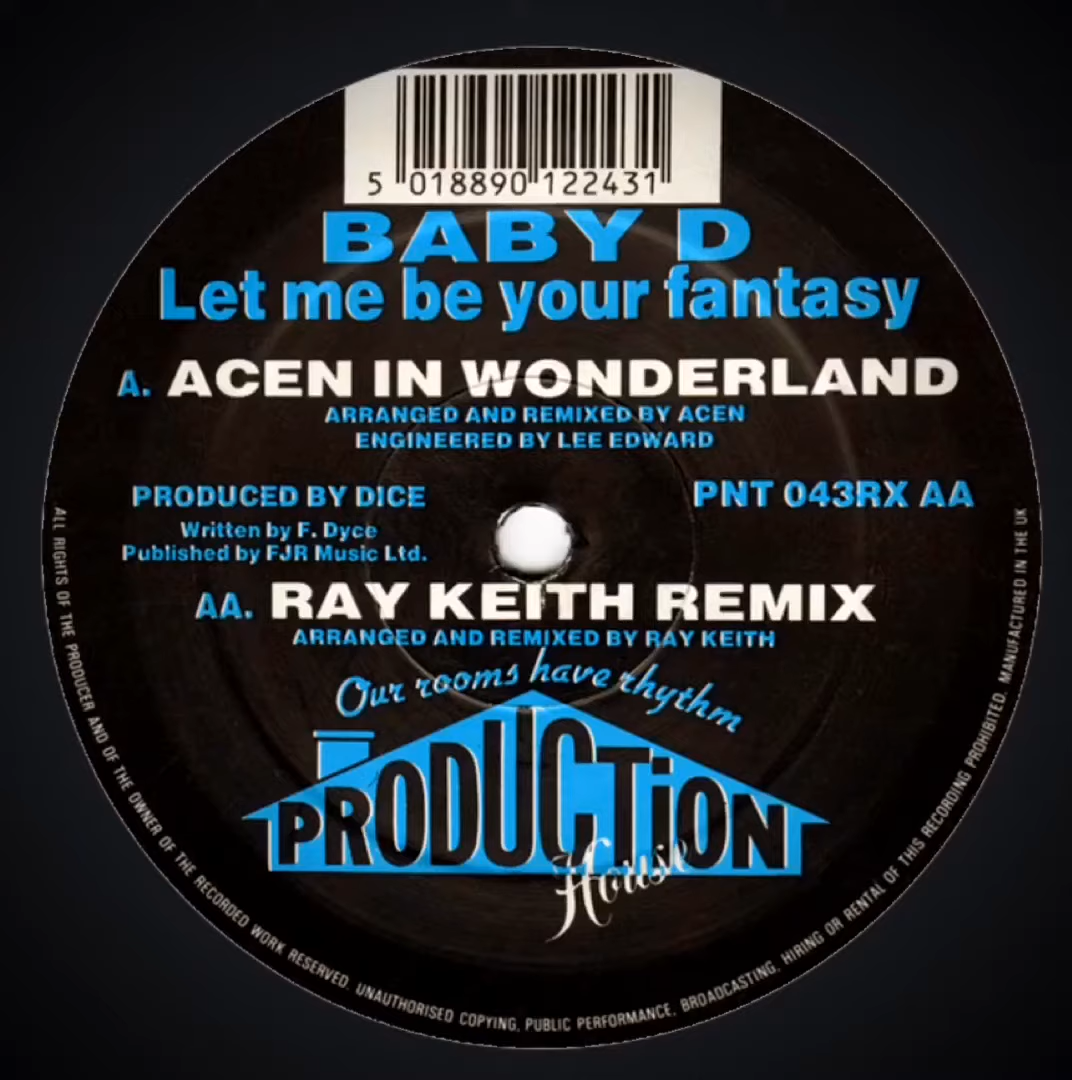 5 018890 122431
BABY D
Let me be your fantasy
A. ACEN IN WONDERLAND
ARRANGED AND REMIXED BY ACEN
ENGINEERED BY LEE EDWARD
PRODUCED BY DICE
PNT 043RX AA
Written by F. Dyce
Published by FJR Music Ltd.
AA. RAY KEITH REMIX
ARRANGED AND REMIXED BY RAY KEITH
Our rooms have rhythm
PRODUCTiON
House
ALL RIGHTS OF THE PRODUCER AND OF THE OWNER OF THE RECORDED WORK RESERVED. UNAUTHORISED COPYING, PUBLIC PERFORMANCE, BROADCASTING, HIRING OR RENTAL OF THIS RECORDING PROHIBITED. MANUFACTURED IN THE UK